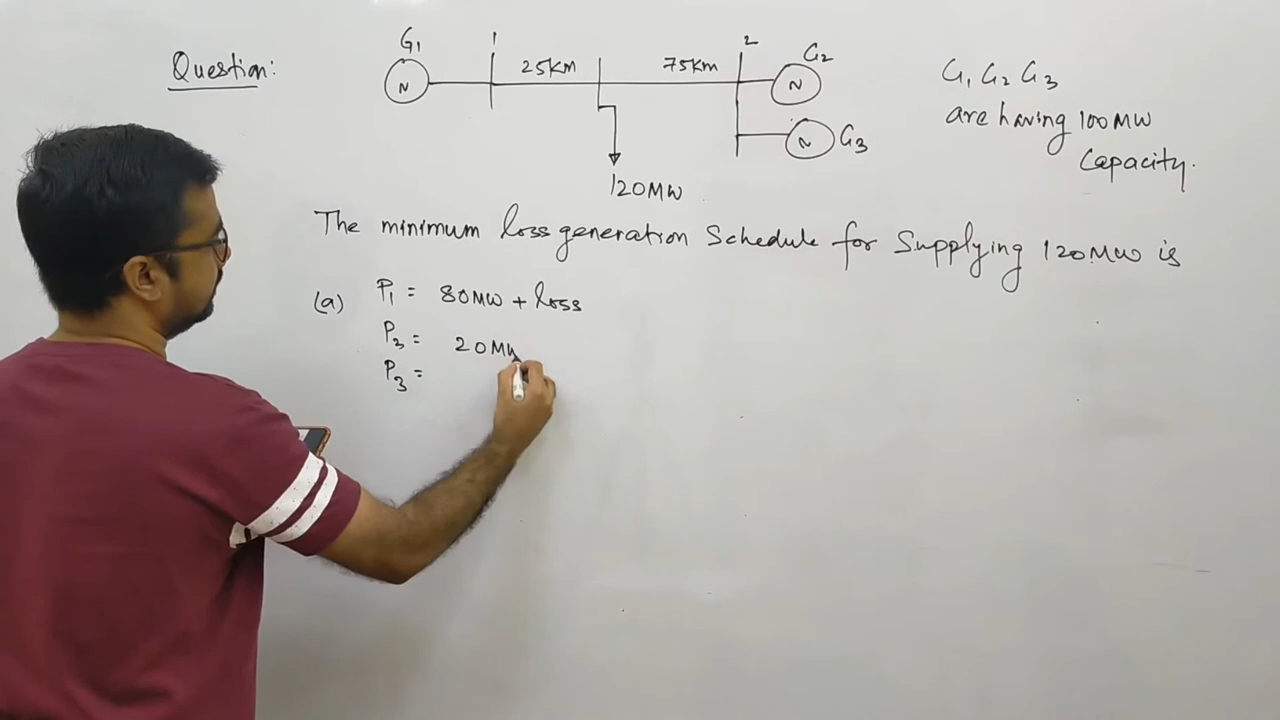 Question:
G1
1
25KM
75KM
2
G2
N
N
N
G3
120MW
G1 G2 G3
are having 100MW
Capacity.
The minimum loss generation Schedule for Supplying 120MW is
(a) P1 = 80MW + loss
P2 = 20MW
P3 =